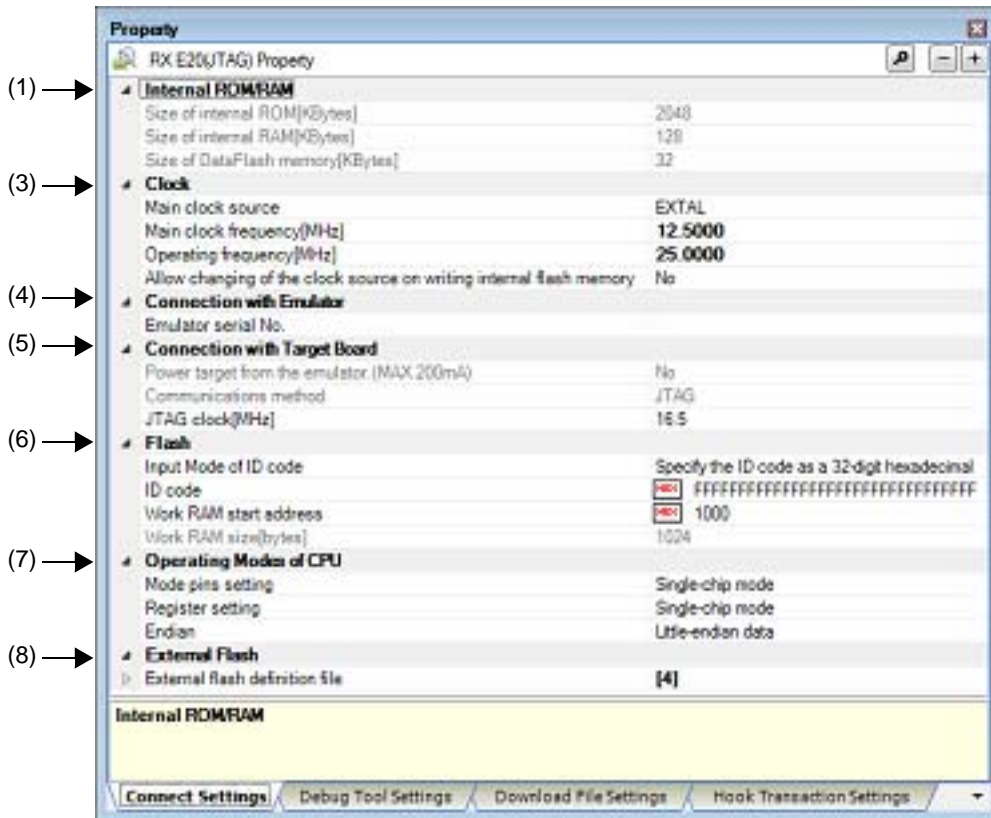 Property
RX E20(JTAG) Property
(1) Internal ROM/RAM
Size of internal ROM[KBytes] 2048
Size of internal RAM[KBytes] 128
Size of DataFlash memory[KBytes] 32
(3) Clock
Main clock source EXTAL
Main clock frequency[MHz] 12.5000
Operating frequency[MHz] 25.0000
Allow changing of the clock source on writing internal flash memory No
(4) Connection with Emulator
Emulator serial No.
(5) Connection with Target Board
Power target from the emulator.(MAX 200mA) No
Communications method JTAG
JTAG clock[MHz] 16.5
(6) Flash
Input Mode of ID code Specify the ID code as a 32-digit hexadecimal
ID code HEX FFFFFFFFFFFFFFFFFFFFFFFFFFFFFFFF
Work RAM start address HEX 1000
Work RAM size[bytes] 1024
(7) Operating Modes of CPU
Mode pins setting Single-chip mode
Register setting Single-chip mode
Endian Little-endian data
(8) External Flash
External flash definition file [4]
Internal ROM/RAM
Connect Settings Debug Tool Settings Download File Settings Hook Transaction Settings